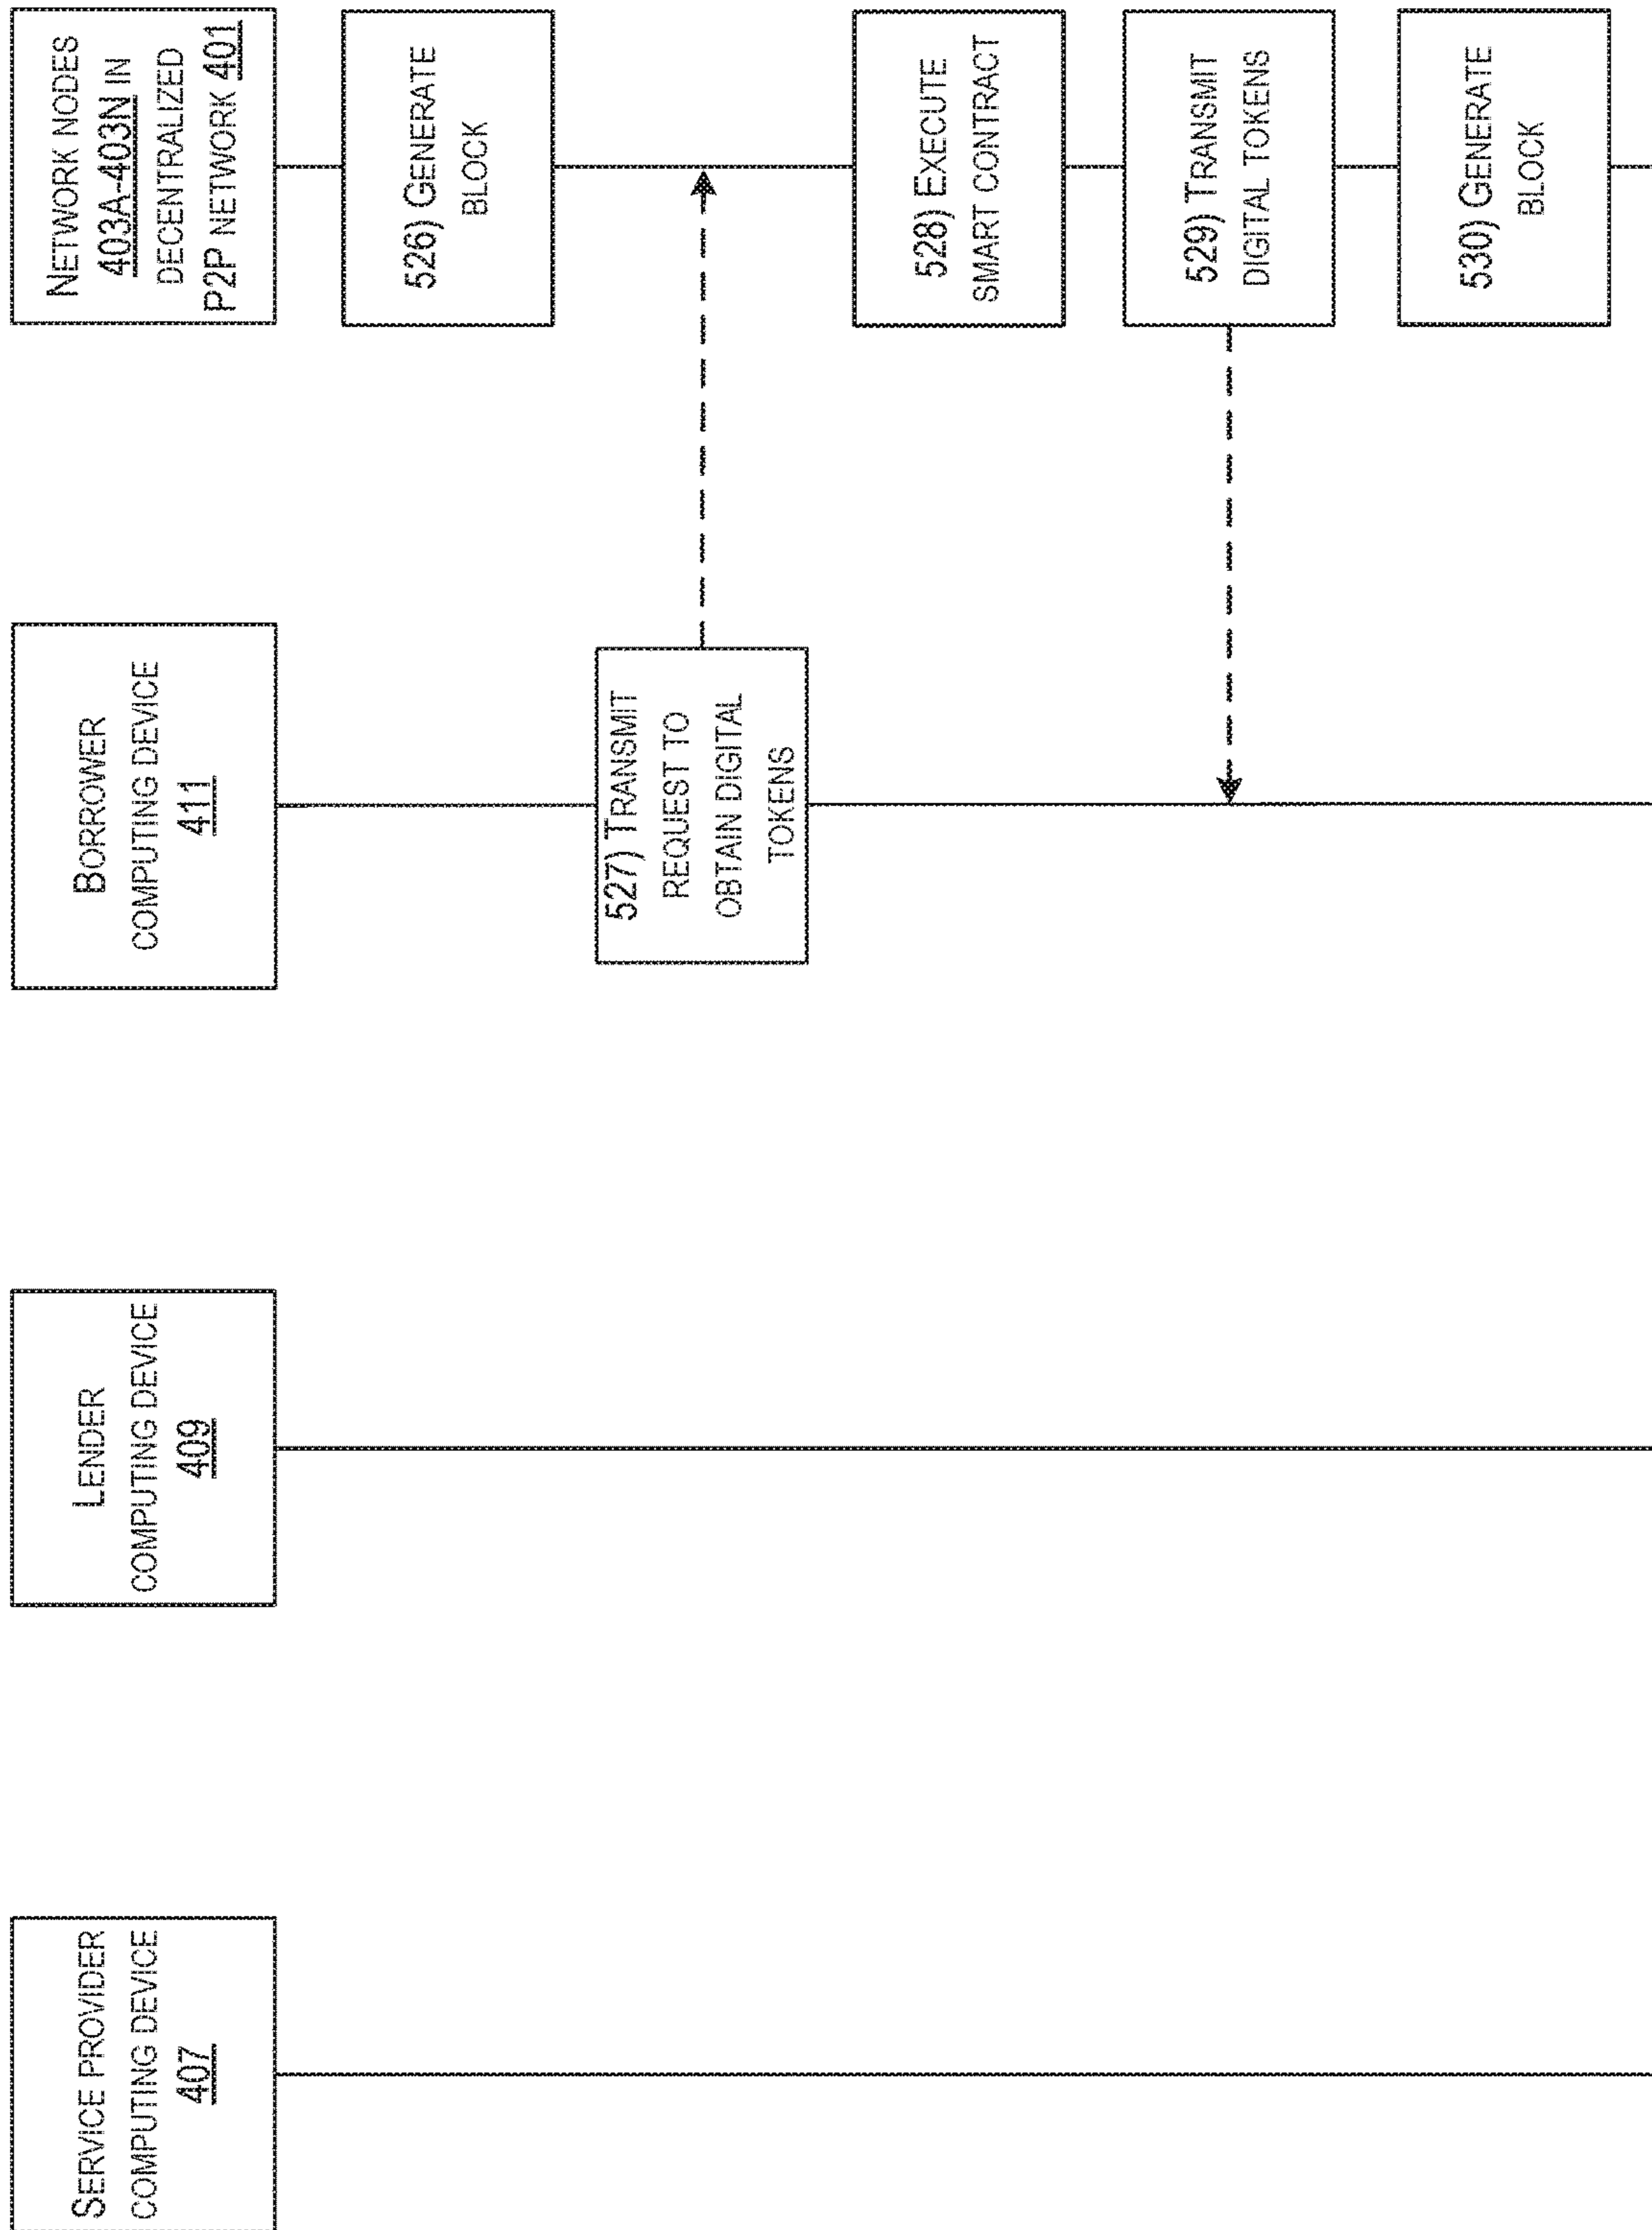 SERVICE PROVIDER
COMPUTING DEVICE
407
LENDER
COMPUTING DEVICE
409
BORROWER
COMPUTING DEVICE
411
NETWORK NODES
403A-403N IN
DECENTRALIZED
P2P NETWORK 401
526) GENERATE
BLOCK
527) TRANSMIT
REQUEST TO
OBTAIN DIGITAL
TOKENS
528) EXECUTE
SMART CONTRACT
529) TRANSMIT
DIGITAL TOKENS
530) GENERATE
BLOCK